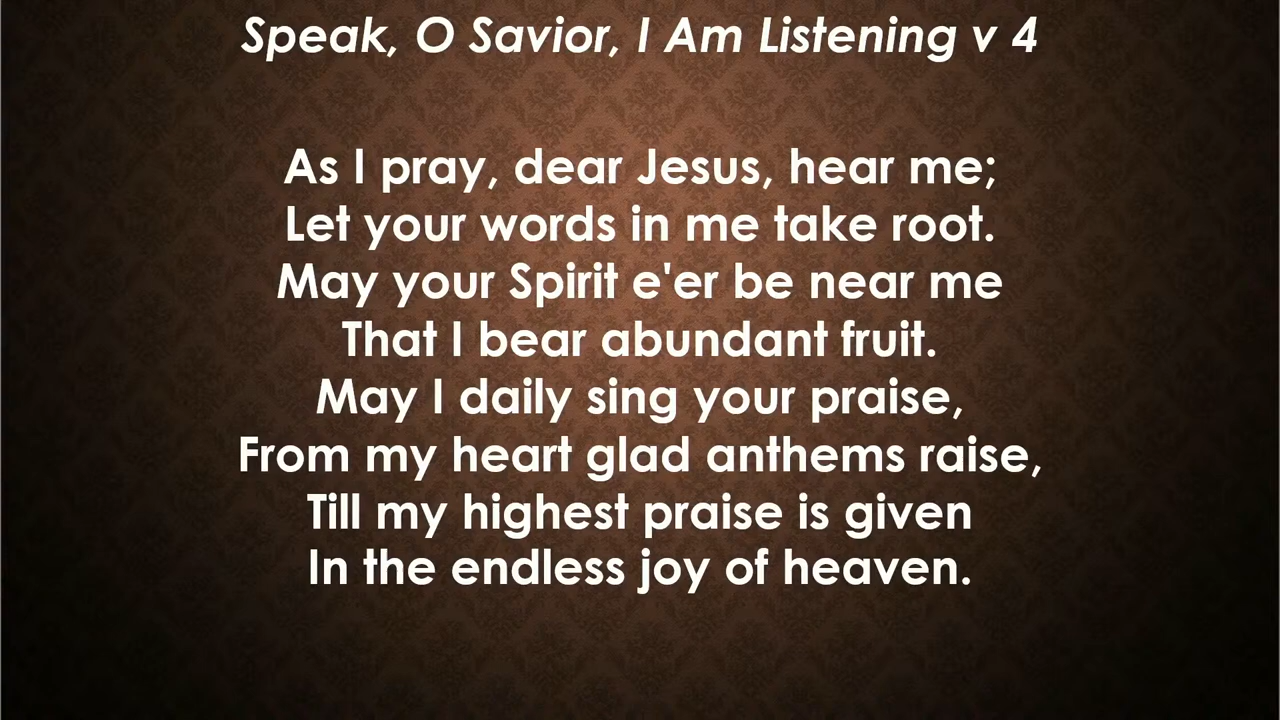 Speak, O Savior, I Am Listening v 4
As I pray, dear Jesus, hear me;
Let your words in me take root.
May your Spirit e'er be near me
That I bear abundant fruit.
May I daily sing your praise,
From my heart glad anthems raise,
Till my highest praise is given
In the endless joy of heaven.